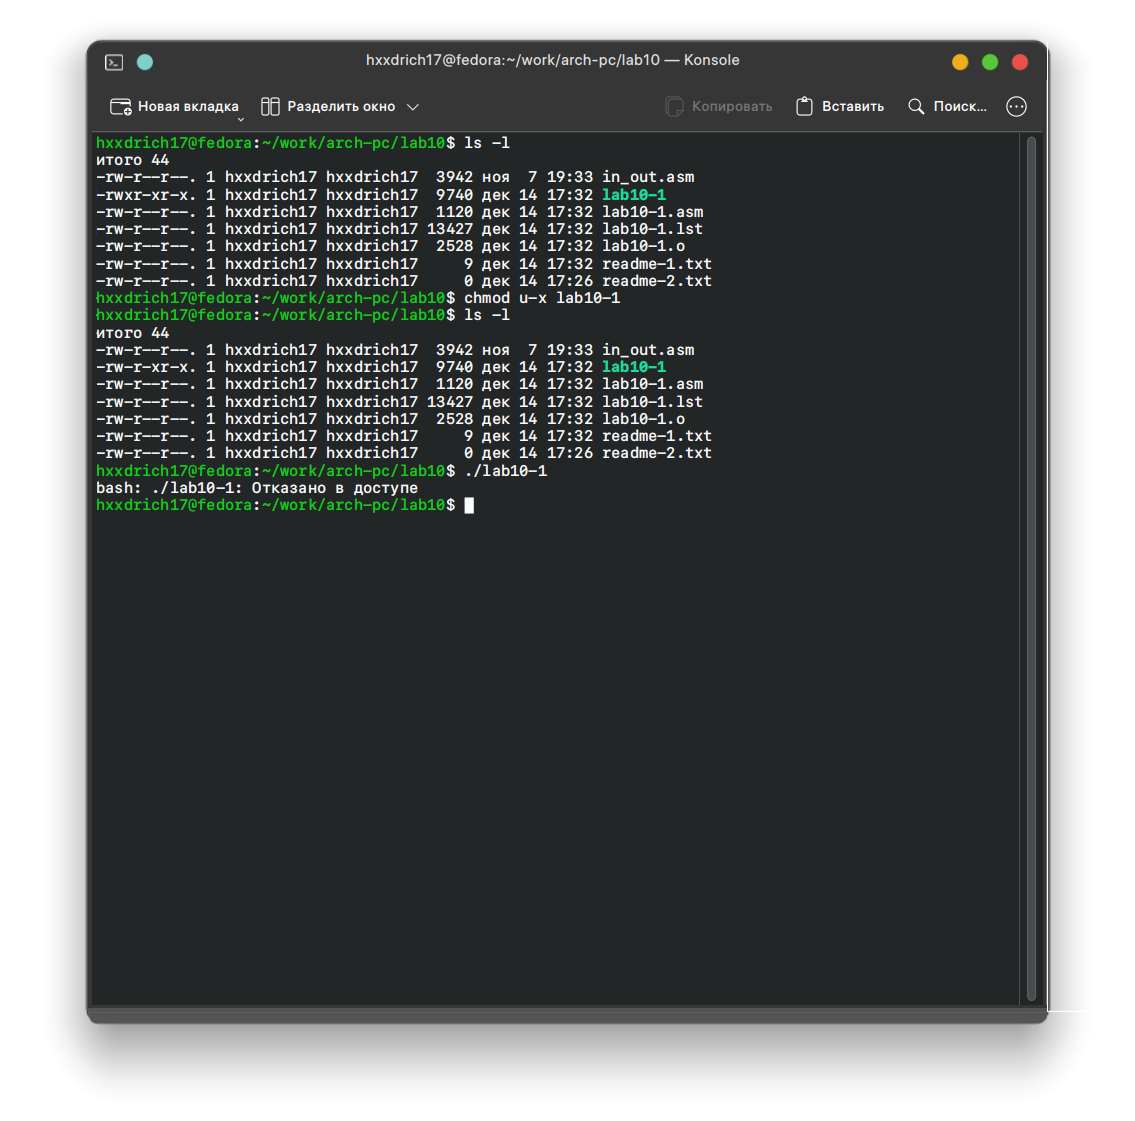 hxxdrich17@fedora:~/work/arch-pc/lab10 — Konsole
Новая вкладка Разделить окно Копировать Вставить Поиск...
hxxdrich17@fedora:~/work/arch-pc/lab10$ ls -l
итого 44
-rw-r--r--. 1 hxxdrich17 hxxdrich17  3942 ноя  7 19:33 in_out.asm
-rwxr-xr-x. 1 hxxdrich17 hxxdrich17  9740 дек 14 17:32 lab10-1
-rw-r--r--. 1 hxxdrich17 hxxdrich17  1120 дек 14 17:32 lab10-1.asm
-rw-r--r--. 1 hxxdrich17 hxxdrich17 13427 дек 14 17:32 lab10-1.lst
-rw-r--r--. 1 hxxdrich17 hxxdrich17  2528 дек 14 17:32 lab10-1.o
-rw-r--r--. 1 hxxdrich17 hxxdrich17     9 дек 14 17:32 readme-1.txt
-rw-r--r--. 1 hxxdrich17 hxxdrich17     0 дек 14 17:26 readme-2.txt
hxxdrich17@fedora:~/work/arch-pc/lab10$ chmod u-x lab10-1
hxxdrich17@fedora:~/work/arch-pc/lab10$ ls -l
итого 44
-rw-r--r--. 1 hxxdrich17 hxxdrich17  3942 ноя  7 19:33 in_out.asm
-rw-r-xr-x. 1 hxxdrich17 hxxdrich17  9740 дек 14 17:32 lab10-1
-rw-r--r--. 1 hxxdrich17 hxxdrich17  1120 дек 14 17:32 lab10-1.asm
-rw-r--r--. 1 hxxdrich17 hxxdrich17 13427 дек 14 17:32 lab10-1.lst
-rw-r--r--. 1 hxxdrich17 hxxdrich17  2528 дек 14 17:32 lab10-1.o
-rw-r--r--. 1 hxxdrich17 hxxdrich17     9 дек 14 17:32 readme-1.txt
-rw-r--r--. 1 hxxdrich17 hxxdrich17     0 дек 14 17:26 readme-2.txt
hxxdrich17@fedora:~/work/arch-pc/lab10$ ./lab10-1
bash: ./lab10-1: Отказано в доступе
hxxdrich17@fedora:~/work/arch-pc/lab10$